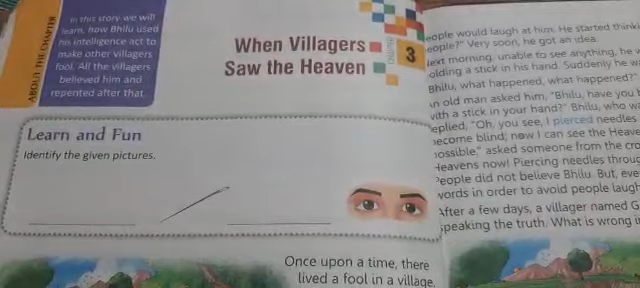 ABOUT THE CHAPTER
In this story we will
learn, how Bhilu used
his intelligence act to
make other villagers
fool. All the villagers
believed him and
repented after that.
When Villagers
Saw the Heaven
3
Learn and Fun
Identify the given pictures.
Once upon a time, there
lived a fool in a village.
people would laugh at him. He started
people?" Very soon, he got an idea.
next morning, unable to see anything, he
holding a stick in his hand. Suddenly he
Bhilu, what happened, what happened?
An old man asked him, "Bhilu, have you
with a stick in your hand?" Bhilu, who
replied, "Oh, you see, I pierced needles
become blind; now I can see the
possible," asked someone from the
Heavens now! Piercing needles
People did not believe Bhilu. But,
words in order to avoid people
After a few days, a villager named
speaking the truth. What is wrong